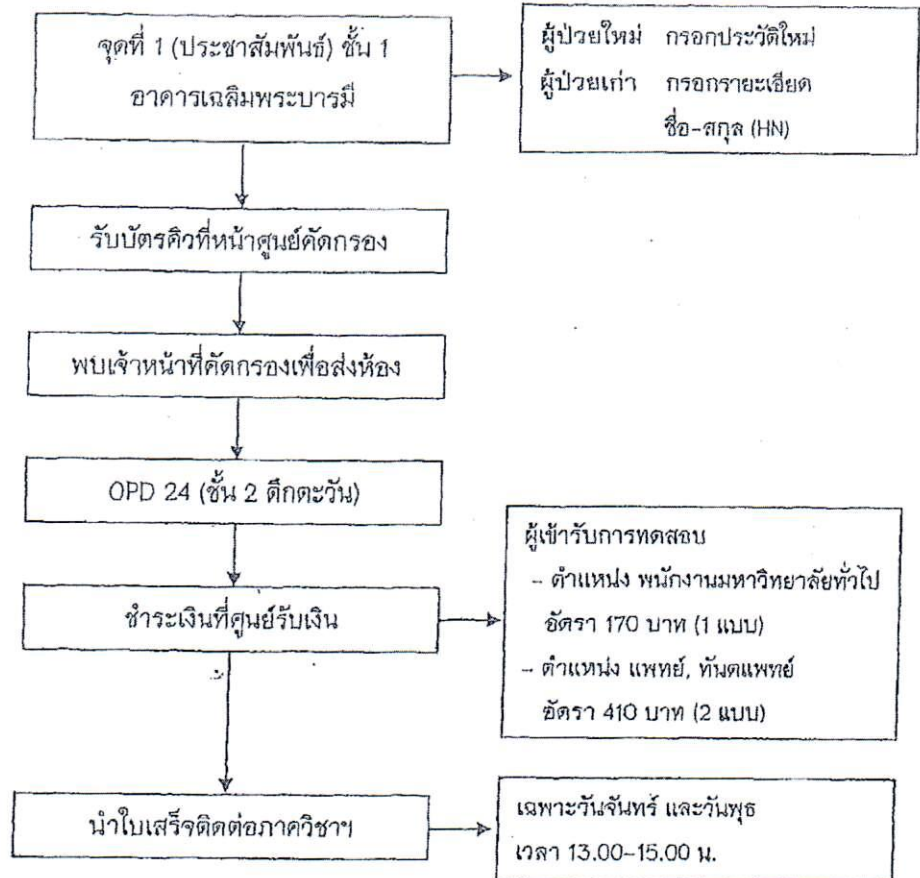 จุดที่ 1 (ประชาสัมพันธ์) ชั้น 1
อาคารเฉลิมพระบารมี
ผู้ป่วยใหม่ กรอกประวัติใหม่
ผู้ป่วยเก่า กรอกรายละเอียด
ชื่อ-สกุล (HN)
รับบัตรคิวที่หน้าศูนย์คัดกรอง
พบเจ้าหน้าที่คัดกรองเพื่อส่งห้อง
OPD 24 (ชั้น 2 ตึกตะวัน)
ชำระเงินที่ศูนย์รับเงิน
ผู้เข้ารับการทดสอบ
- ตำแหน่ง พนักงานมหาวิทยาลัยทั่วไป
อัตรา 170 บาท (1 แบบ)
- ตำแหน่ง แพทย์, ทันตแพทย์
อัตรา 410 บาท (2 แบบ)
นำใบเสร็จติดต่อภาควิชาฯ
เฉพาะวันจันทร์ และวันพุธ
เวลา 13.00-15.00 น.